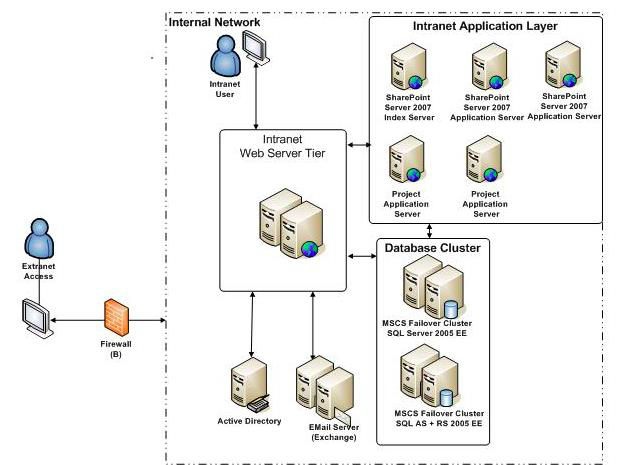 Internal Network
Intranet Application Layer
Intranet
User
SharePoint
Server 2007
Index Server
SharePoint
Server 2007
Application Server
SharePoint
Server 2007
Application Server
Intranet
Web Server Tier
Project
Application
Server
Project
Application
Server
Extranet
Access
Database Cluster
MSCS Failover Cluster
SQL Server 2005 EE
Firewall
(B)
MSCS Failover Cluster
SQL AS + RS 2005 EE
Active Directory
EMail Server
(Exchange)